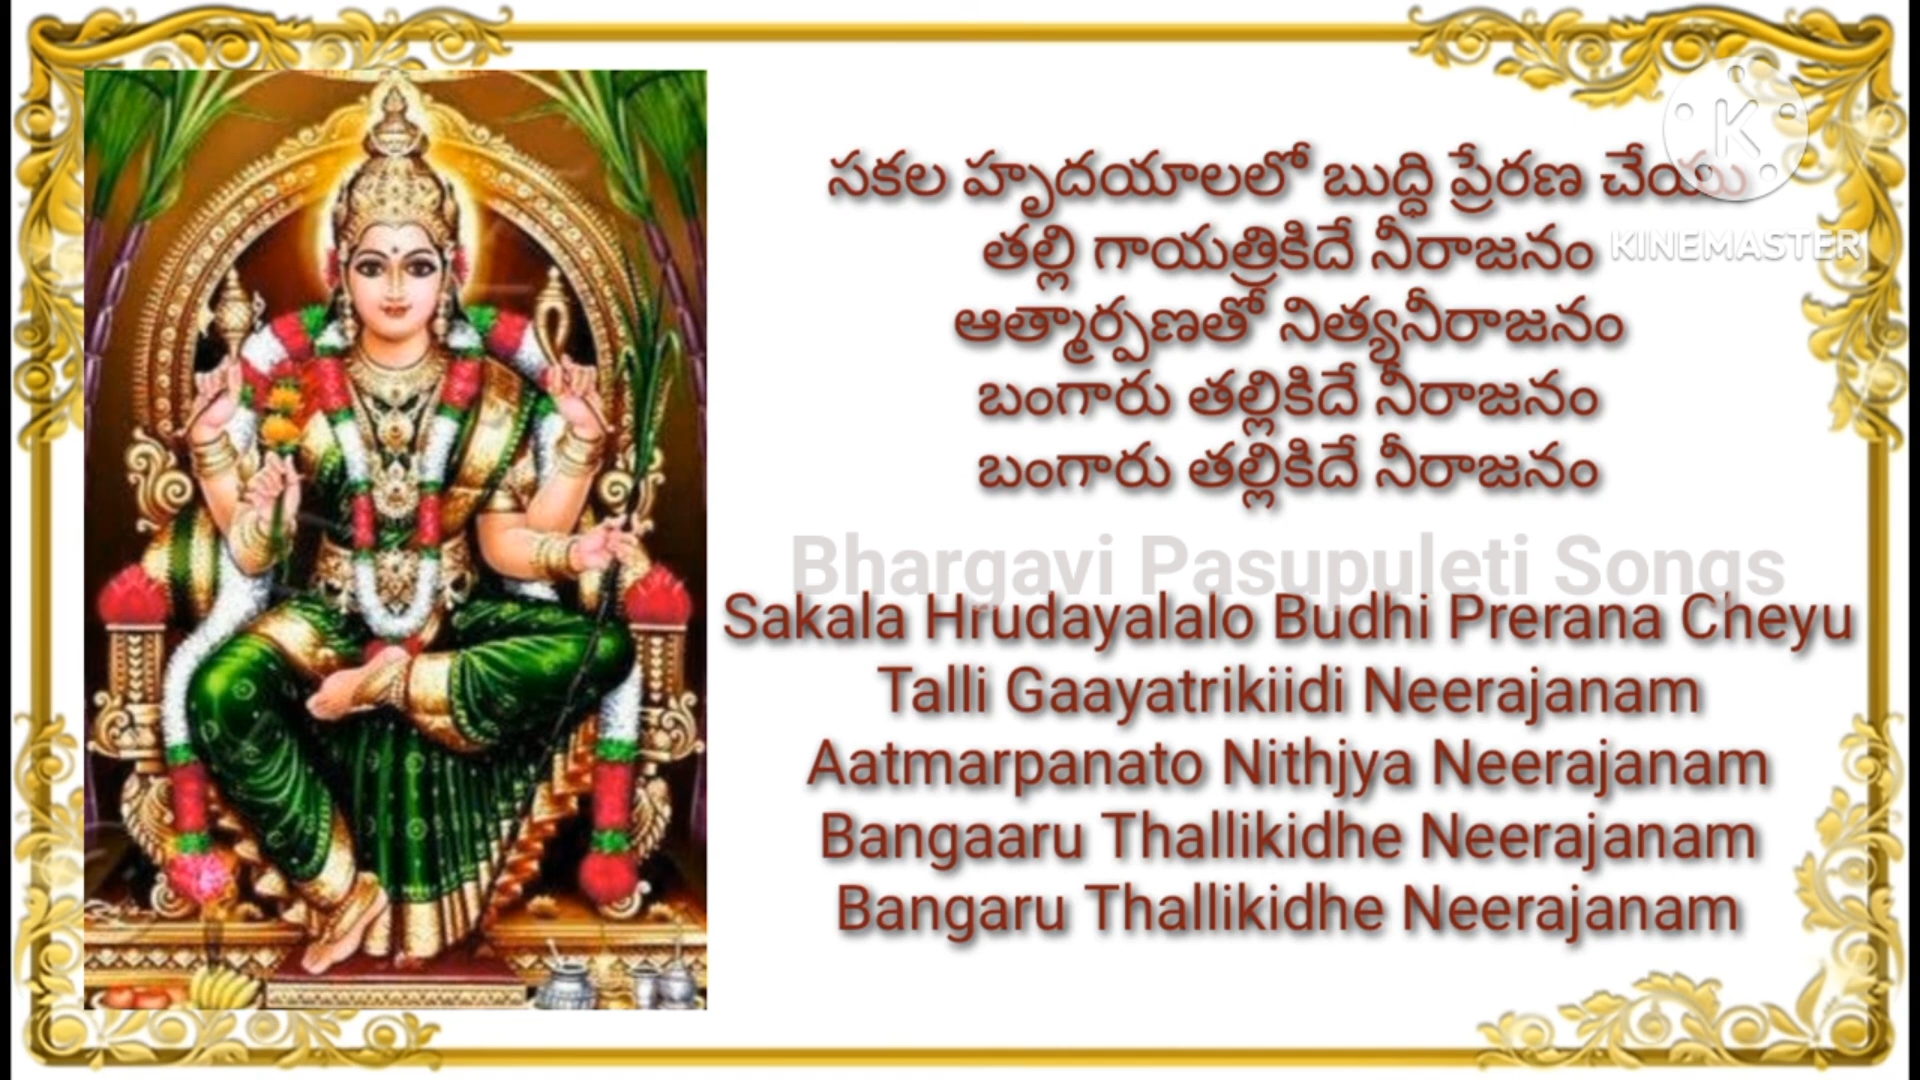 సకల హృదయాలలో బుద్ధి ప్రేరణ చేయు
తల్లి గాయత్రికిదే నీరాజనం
ఆత్మార్పణతో నిత్యనీరాజనం
బంగారు తల్లికిదే నీరాజనం
బంగారు తల్లికిదే నీరాజనం
K
KINEMASTER
Bhargavi Pasupuleti Songs
Sakala Hrudayalalo Budhi Prerana Cheyu
Talli Gaayatrikiidi Neerajanam
Aatmarpanato Nithjya Neerajanam
Bangaaru Thallikidhe Neerajanam
Bangaru Thallikidhe Neerajanam